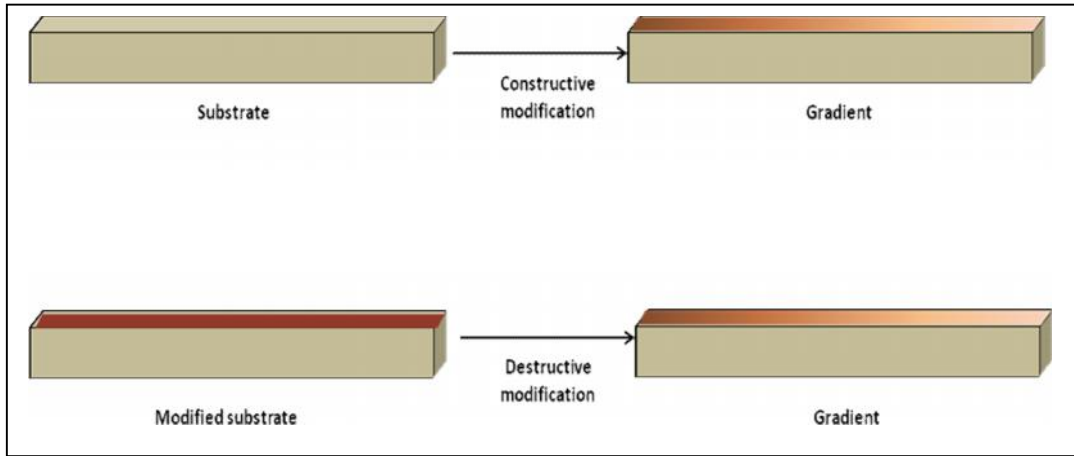 Substrate
Constructive
modification
Gradient
Modified substrate
Destructive
modification
Gradient